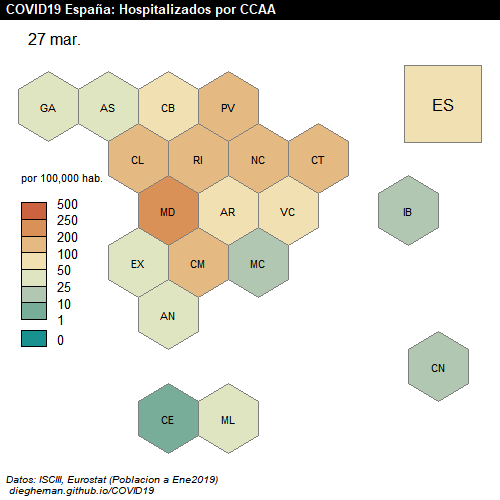 COVID19 España: Hospitalizados por CCAA
27 mar.
GA AS CB PV ES
CL RI NC CT
por 100,000 hab.
500
250
200
100
50
25
10
1
0
MD AR VC IB
EX CM MC
AN
CN
CE ML
Datos: ISCIII, Eurostat (Poblacion a Ene2019)
diegheman.github.io/COVID19